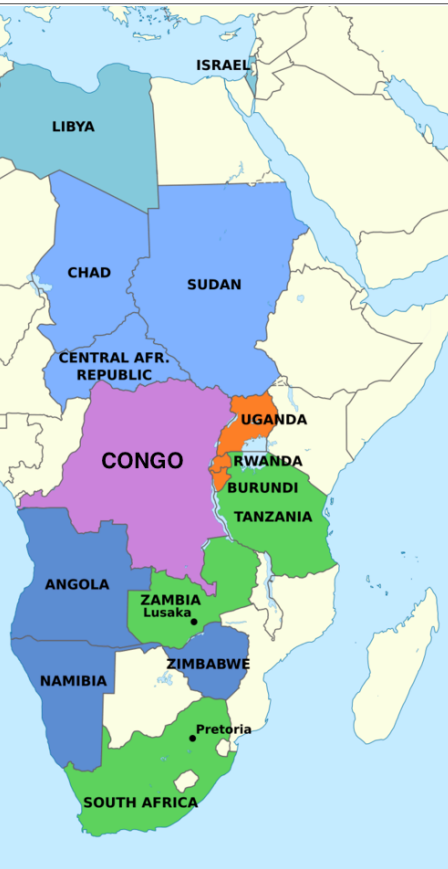 ISRAEL
LIBYA
CHAD
SUDAN
CENTRAL AFR.
REPUBLIC
UGANDA
CONGO
RWANDA
BURUNDI
TANZANIA
ANGOLA
ZAMBIA
Lusaka
ZIMBABWE
NAMIBIA
Pretoria
SOUTH AFRICA